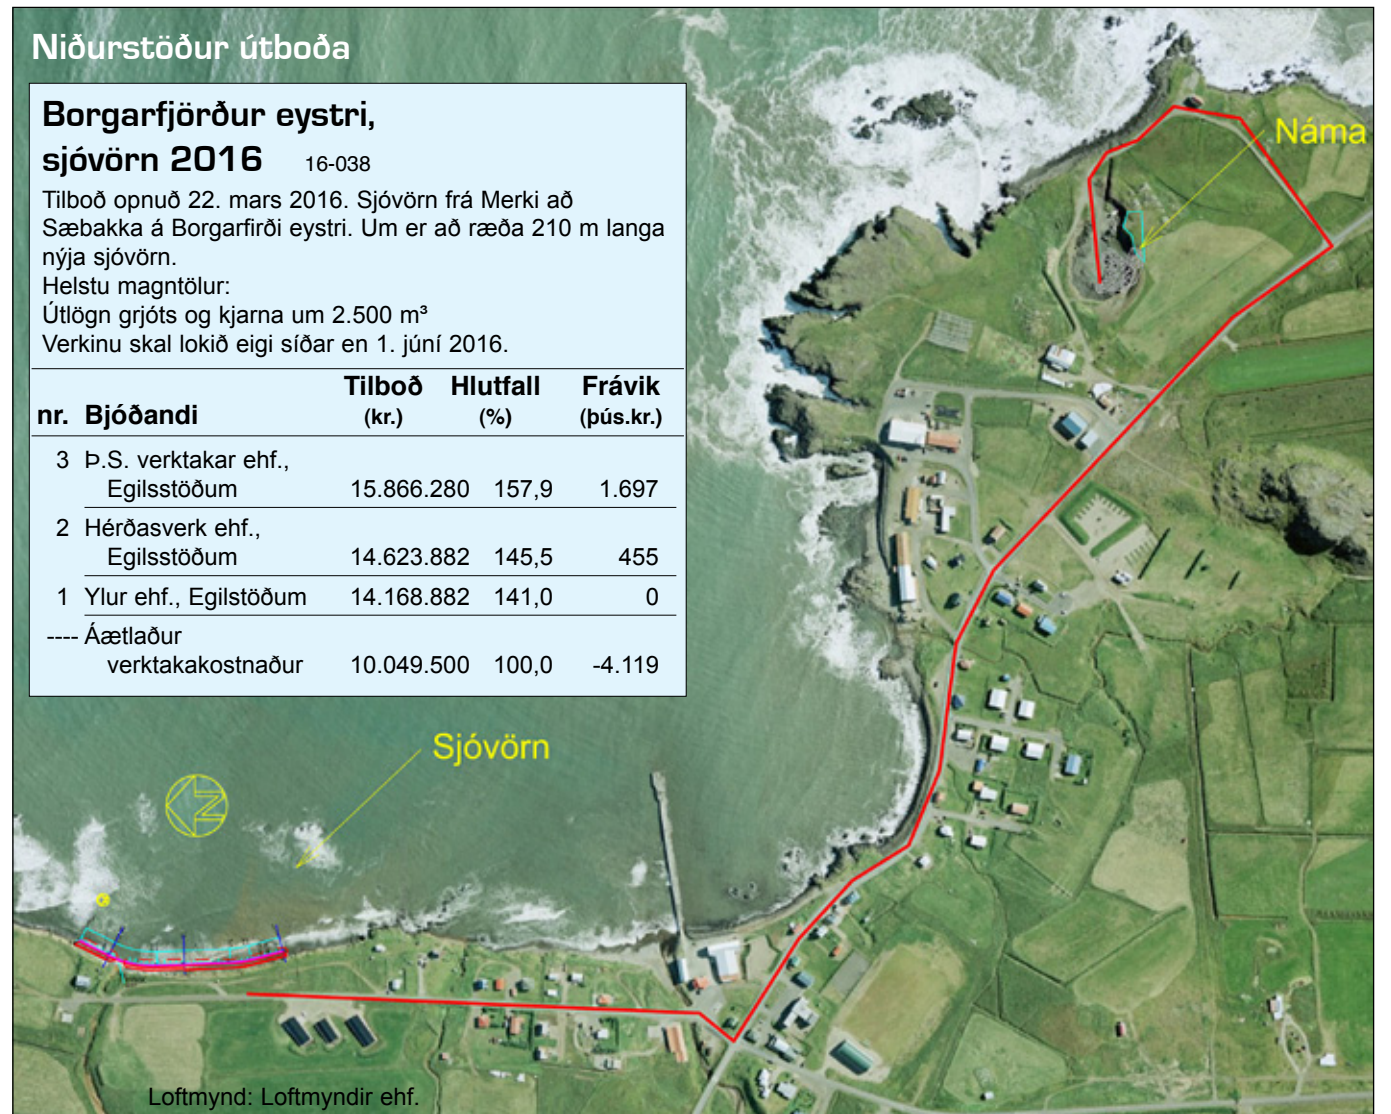 Niðurstöður útboða
Borgarfjörður eystri,
sjóvörn 2016 16-038
Tilboð opnuð 22. mars 2016. Sjóvörn frá Merki að
Sæbakka á Borgarfirði eystri. Um er að ræða 210 m langa
nýja sjóvörn.
Helstu magntölur:
Útlögn grjóts og kjarna um 2.500 m³
Verkinu skal lokið eigi síðar en 1. júní 2016.
Tilboð Hlutfall Frávik
nr. Bjóðandi (kr.) (%) (þús.kr.)
3 Þ.S. verktakar ehf.,
Egilsstöðum 15.866.280 157,9 1.697
2 Hérðasverk ehf.,
Egilsstöðum 14.623.882 145,5 455
1 Ylur ehf., Egilstöðum 14.168.882 141,0 0
---- Áætlaður
verktakakostnaður 10.049.500 100,0 -4.119
Náma
Sjóvörn
N
Loftmynd: Loftmyndir ehf.